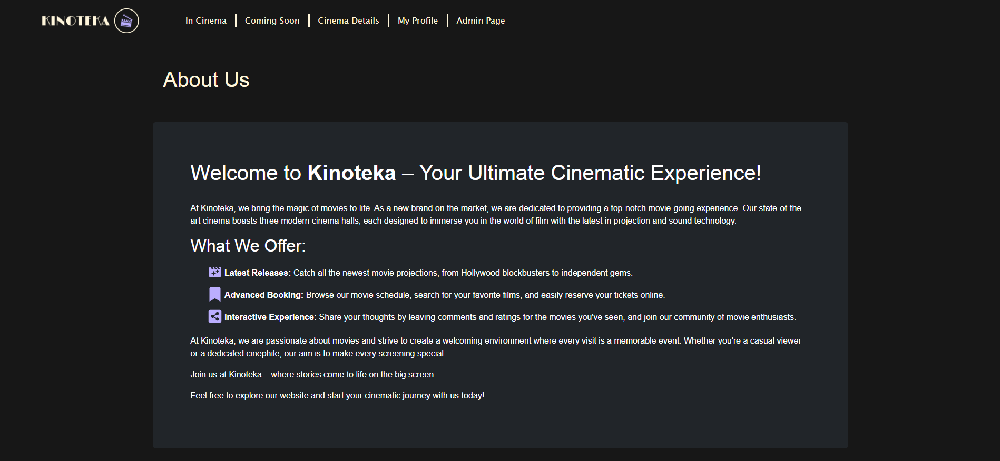 KINOTEKA
In Cinema
Coming Soon
Cinema Details
My Profile
Admin Page
About Us
Welcome to Kinoteka – Your Ultimate Cinematic Experience!
At Kinoteka, we bring the magic of movies to life. As a new brand on the market, we are dedicated to providing a top-notch movie-going experience. Our state-of-the-
art cinema boasts three modern cinema halls, each designed to immerse you in the world of film with the latest in projection and sound technology.
What We Offer:
Latest Releases: Catch all the newest movie projections, from Hollywood blockbusters to independent gems.
Advanced Booking: Browse our movie schedule, search for your favorite films, and easily reserve your tickets online.
Interactive Experience: Share your thoughts by leaving comments and ratings for the movies you've seen, and join our community of movie enthusiasts.
At Kinoteka, we are passionate about movies and strive to create a welcoming environment where every visit is a memorable event. Whether you're a casual viewer
or a dedicated cinephile, our aim is to make every screening special.
Join us at Kinoteka – where stories come to life on the big screen.
Feel free to explore our website and start your cinematic journey with us today!